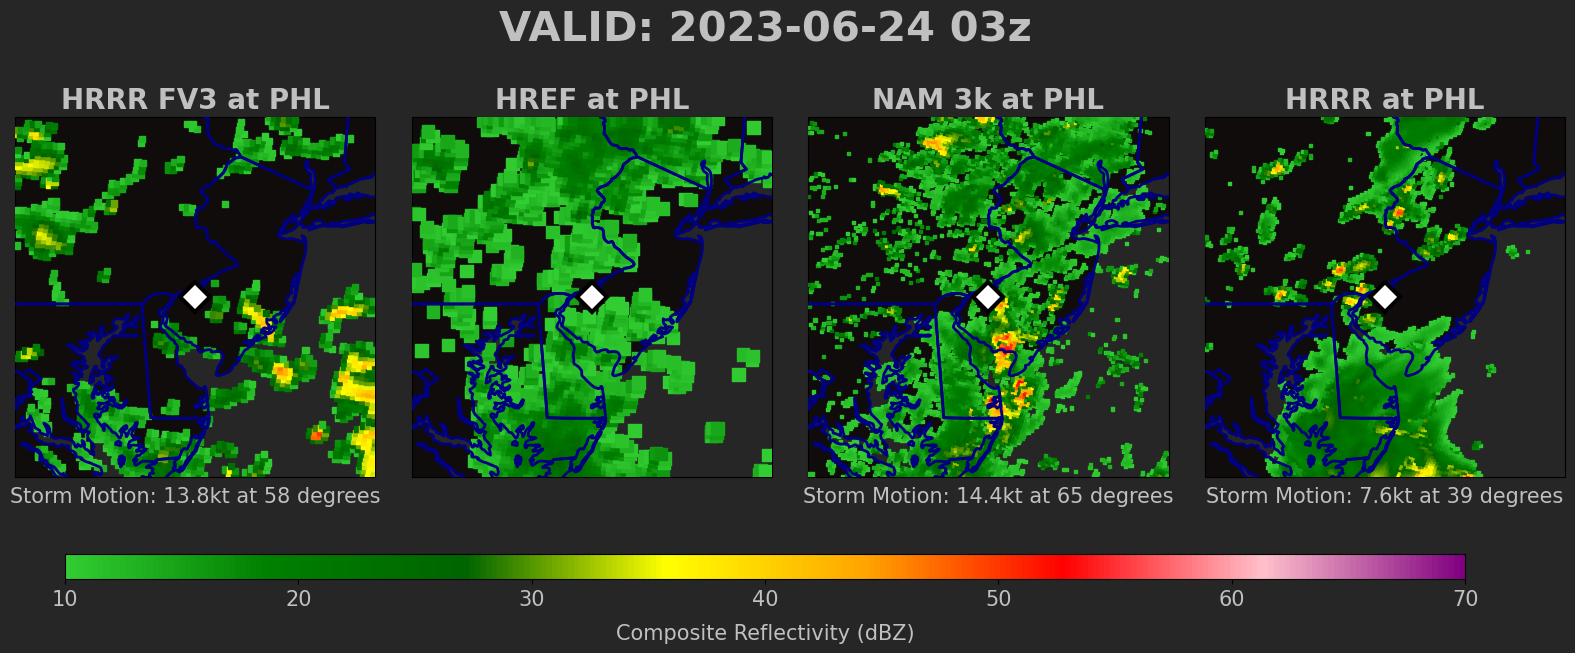 VALID: 2023-06-24 03z
HRRR FV3 at PHL
HREF at PHL
NAM 3k at PHL
HRRR at PHL
Storm Motion: 13.8kt at 58 degrees
Storm Motion: 14.4kt at 65 degrees
Storm Motion: 7.6kt at 39 degrees
10 20 30 40 50 60 70
Composite Reflectivity (dBZ)